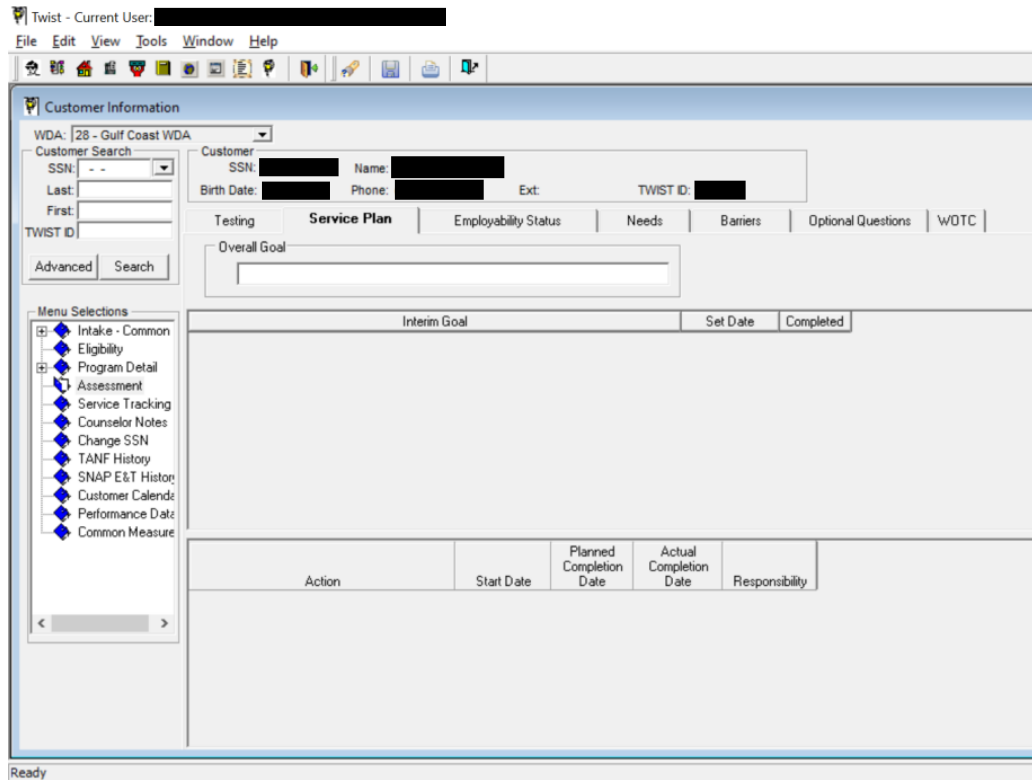 Twist - Current User:
File Edit View Tools Window Help
Customer Information
WDA: 28 - Gulf Coast WDA
Customer Search
SSN: - -
Last:
First:
TWIST ID
Advanced Search
Customer
SSN: Name:
Birth Date: Phone: Ext: TWIST ID:
Testing Service Plan Employability Status Needs Barriers Optional Questions WOTC
Overall Goal
Menu Selections
Intake - Common
Eligibility
Program Detail
Assessment
Service Tracking
Counselor Notes
Change SSN
TANF History
SNAP E&T Histor
Customer Calenda
Performance Data
Common Measure
Interim Goal Set Date Completed
Action Start Date Planned Completion Date Actual Completion Date Responsibility
Ready